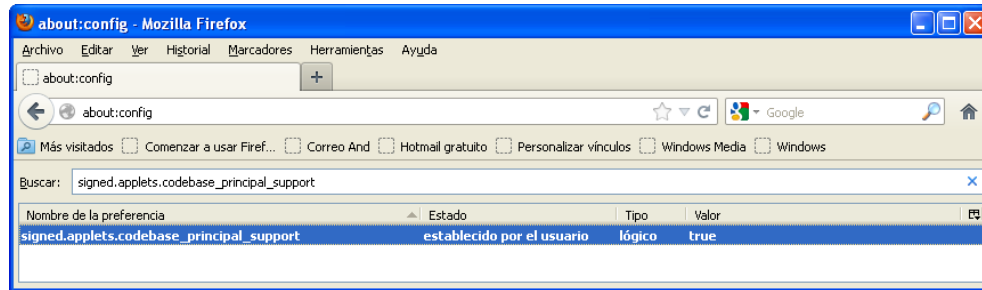 about:config - Mozilla Firefox
Archivo Editar Ver Historial Marcadores Herramientas Ayuda
about:config
about:config Google
Más visitados Comenzar a usar Firef... Correo And Hotmail gratuito Personalizar vínculos Windows Media Windows
Buscar: signed.applets.codebase_principal_support
Nombre de la preferencia Estado Tipo Valor
signed.applets.codebase_principal_support establecido por el usuario lógico true